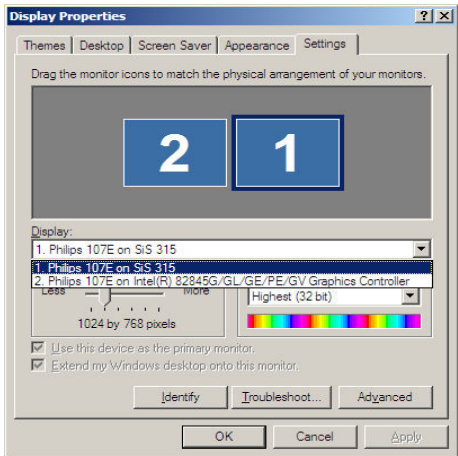 Display Properties
Themes Desktop Screen Saver Appearance Settings
Drag the monitor icons to match the physical arrangement of your monitors.
2 1
Display:
1. Philips 107E on SiS 315
1. Philips 107E on SiS 315
2. Philips 107E on Intel(R) 82845G/GL/GE/PE/GV Graphics Controller
Less More Highest (32 bit)
1024 by 768 pixels
Use this device as the primary monitor.
Extend my Windows desktop onto this monitor.
Identify Troubleshoot... Advanced
OK Cancel Apply